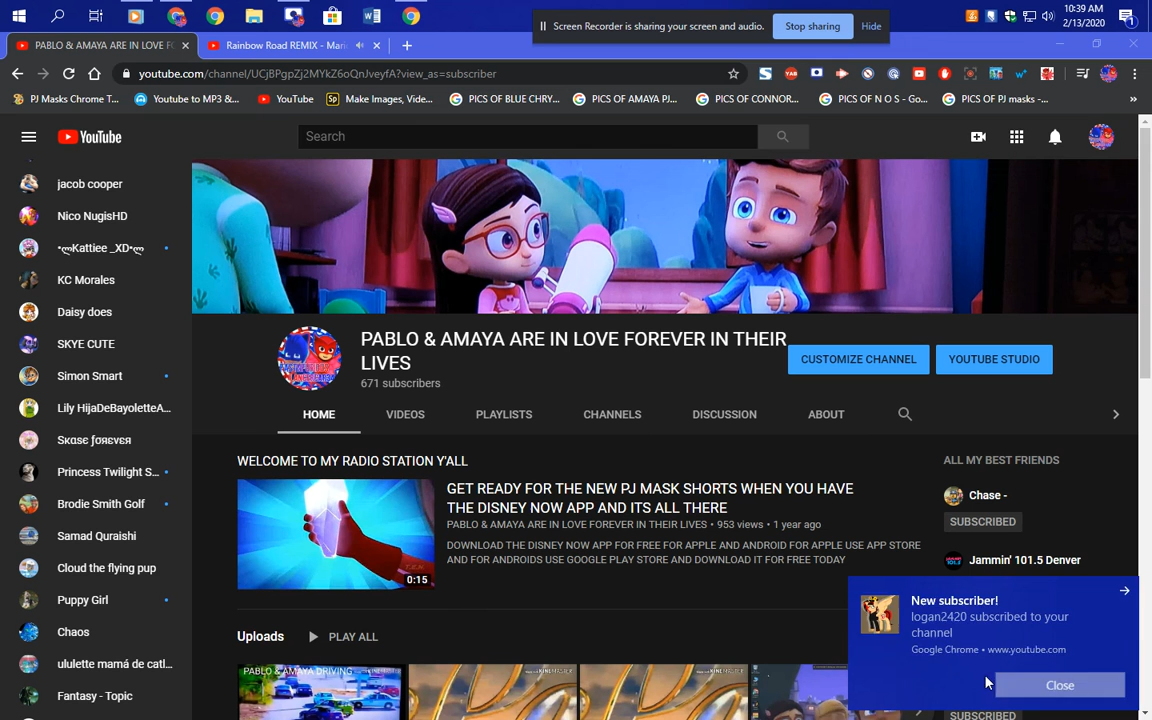 10:39 AM
2/13/2020
1
Screen Recorder is sharing your screen and audio.
Stop sharing
Hide
PABLO & AMAYA ARE IN LOVE F
Rainbow Road REMIX - Mari
youtube.com/channel/UCjBPgpZj2MYkZ6oQnJveyfA?view_as=subscriber
PJ Masks Chrome T...
Youtube to MP3 &...
YouTube
Make Images, Vide...
PICS OF BLUE CHRY...
PICS OF AMAYA PJ...
PICS OF CONNOR...
PICS OF N O S - Go...
PICS OF PJ masks -...
YouTube
Search
jacob cooper
Nico NugisHD
•ლKattiee _XD•ლ
KC Morales
Daisy does
SKYE CUTE
Simon Smart
Lily HijaDeBayoletteA...
Princess Twilight S...
Brodie Smith Golf
Samad Quraishi
Cloud the flying pup
Puppy Girl
Chaos
ululette mamá de catl...
Fantasy - Topic
PABLO & AMAYA ARE IN LOVE FOREVER IN THEIR
LIVES
671 subscribers
CUSTOMIZE CHANNEL
YOUTUBE STUDIO
HOME
VIDEOS
PLAYLISTS
CHANNELS
DISCUSSION
ABOUT
WELCOME TO MY RADIO STATION Y'ALL
0:15
GET READY FOR THE NEW PJ MASK SHORTS WHEN YOU HAVE
THE DISNEY NOW APP AND ITS ALL THERE
PABLO & AMAYA ARE IN LOVE FOREVER IN THEIR LIVES • 953 views • 1 year ago
DOWNLOAD THE DISNEY NOW APP FOR FREE FOR APPLE AND ANDROID FOR APPLE USE APP STORE
AND FOR ANDROIDS USE GOOGLE PLAY STORE AND DOWNLOAD IT FOR FREE TODAY
Uploads
PLAY ALL
PABLO & AMAYA DRIVING
KINEMASTER
KINEMASTER
ALL MY BEST FRIENDS
Chase -
SUBSCRIBED
Jammin' 101.5 Denver
New subscriber!
logan2420 subscribed to your
channel
Google Chrome • www.youtube.com
Close
SUBSCRIBED